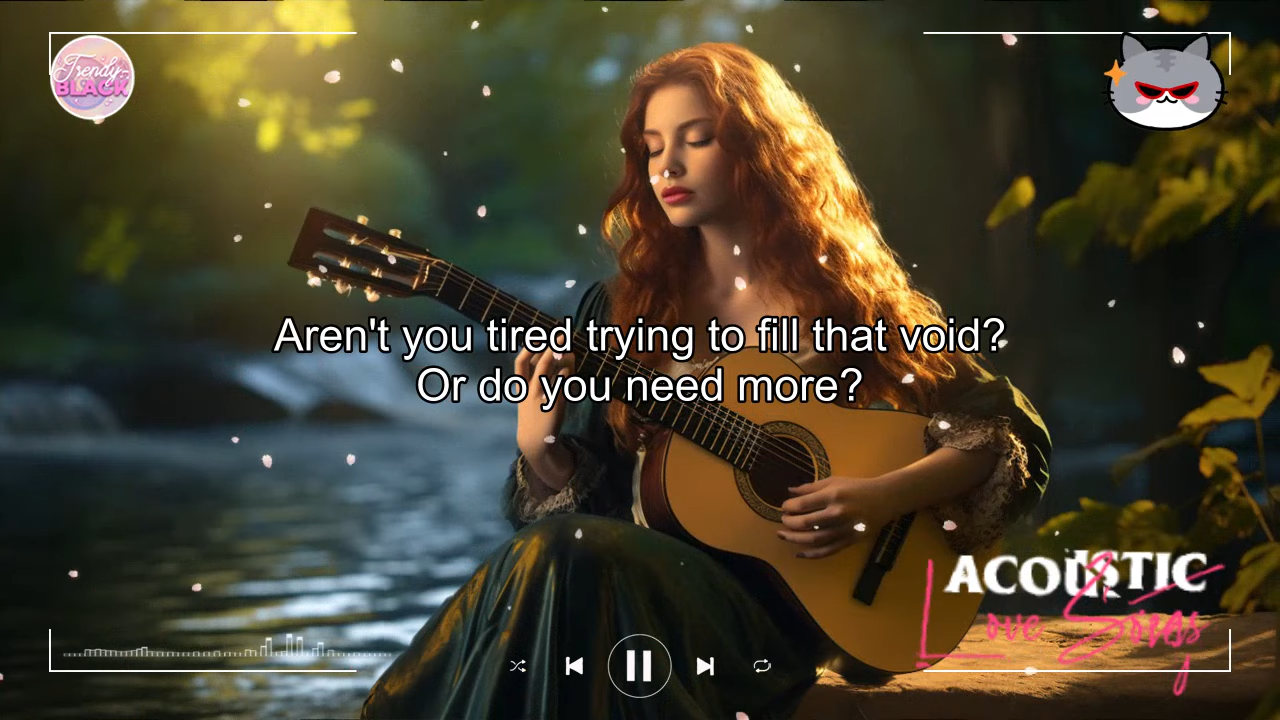 Trendy
BLACK
Aren't you tired trying to fill that void?
Or do you need more?
ACOUSTIC
Love Songs